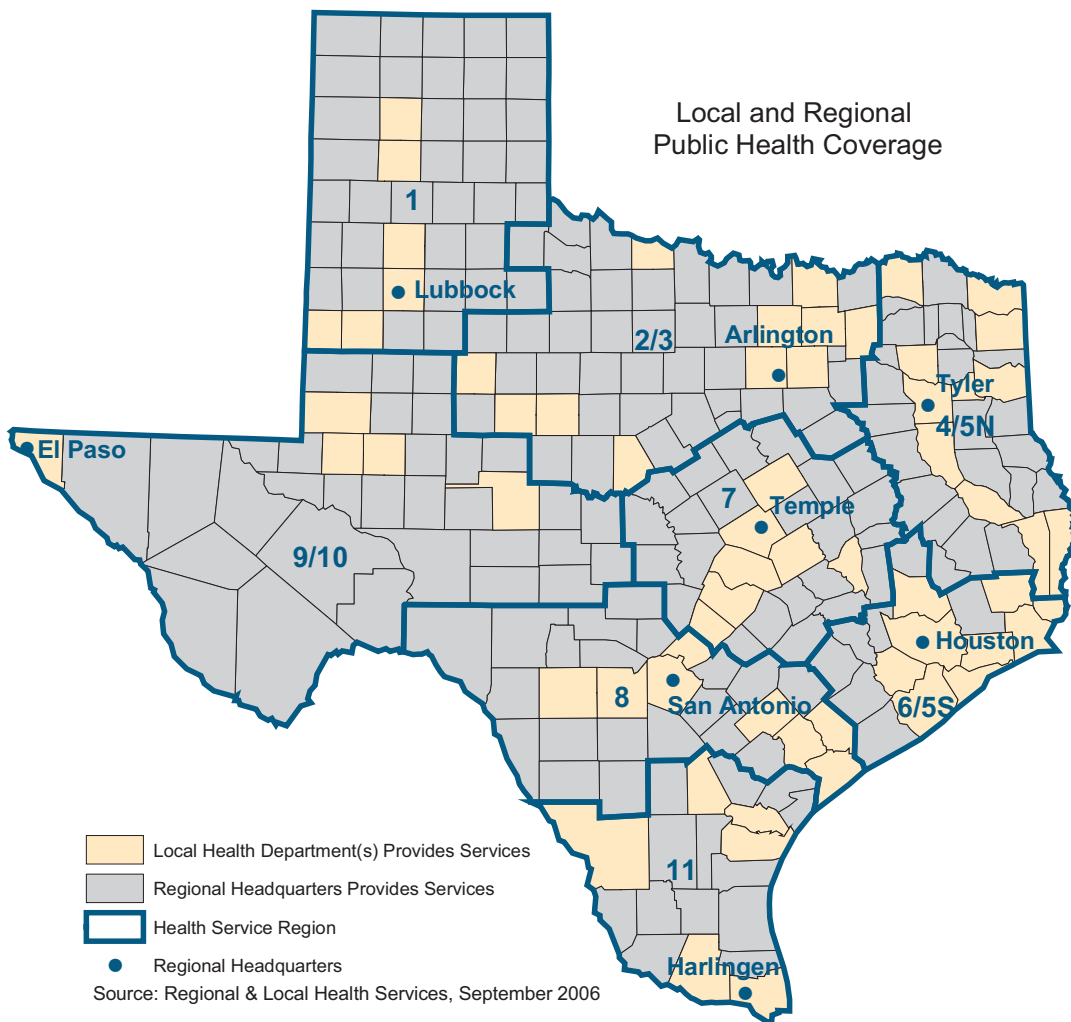 Local and Regional
Public Health Coverage
1
Lubbock
2/3
Arlington
Tyler
4/5N
El Paso
7
Temple
9/10
Houston
8
San Antonio
6/5S
11
Harlingen
Local Health Department(s) Provides Services
Regional Headquarters Provides Services
Health Service Region
Regional Headquarters
Source: Regional & Local Health Services, September 2006